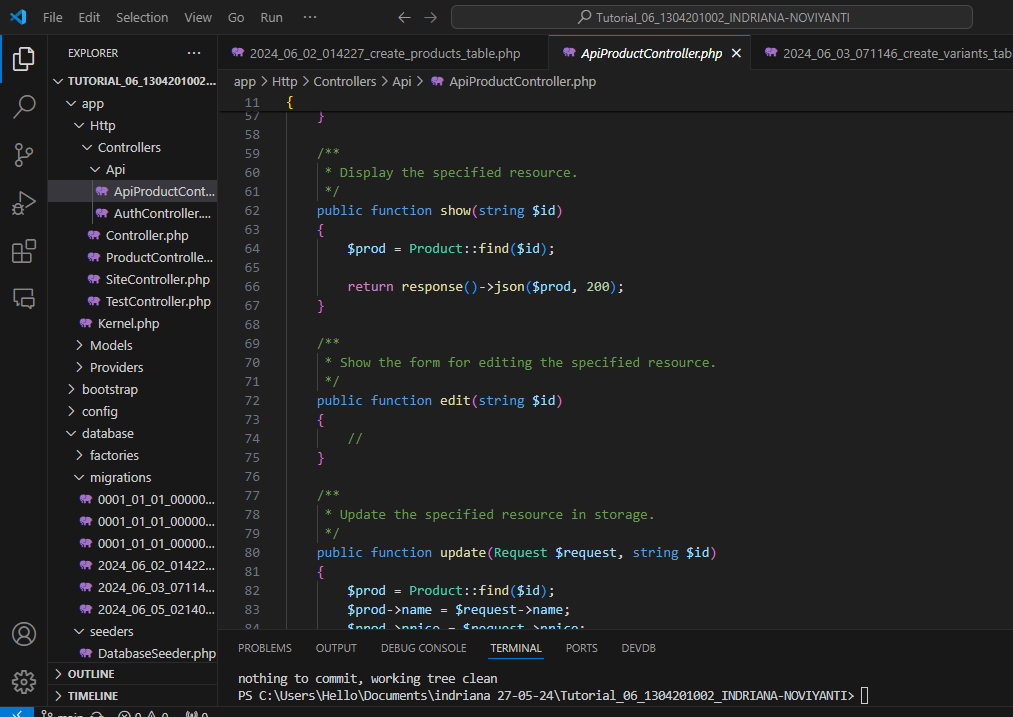 File Edit Selection View Go Run ···
Tutorial_06_1304201002_INDRIANA-NOVIYANTI
EXPLORER ···
TUTORIAL_06_1304201002...
app
Http
Controllers
Api
ApiProductCont...
AuthController....
Controller.php
ProductControlle...
SiteController.php
TestController.php
Kernel.php
Models
Providers
bootstrap
config
database
factories
migrations
0001_01_01_00000...
0001_01_01_00000...
0001_01_01_00000...
2024_06_02_01422...
2024_06_03_07114...
2024_06_05_02140...
seeders
DatabaseSeeder.php
OUTLINE
TIMELINE
2024_06_02_014227_create_products_table.php
ApiProductController.php
2024_06_03_071146_create_variants_tab
app > Http > Controllers > Api > ApiProductController.php
11 {
57 }
58
59 /**
60 * Display the specified resource.
61 */
62 public function show(string $id)
63 {
64 $prod = Product::find($id);
65
66 return response()->json($prod, 200);
67 }
68
69 /**
70 * Show the form for editing the specified resource.
71 */
72 public function edit(string $id)
73 {
74 //
75 }
76
77 /**
78 * Update the specified resource in storage.
79 */
80 public function update(Request $request, string $id)
81 {
82 $prod = Product::find($id);
83 $prod->name = $request->name;
84 $prod->price = $request->price;
PROBLEMS OUTPUT DEBUG CONSOLE TERMINAL PORTS DEVDB
nothing to commit, working tree clean
PS C:\Users\Hello\Documents\indriana 27-05-24\Tutorial_06_1304201002_INDRIANA-NOVIYANTI>
main 0 0 0